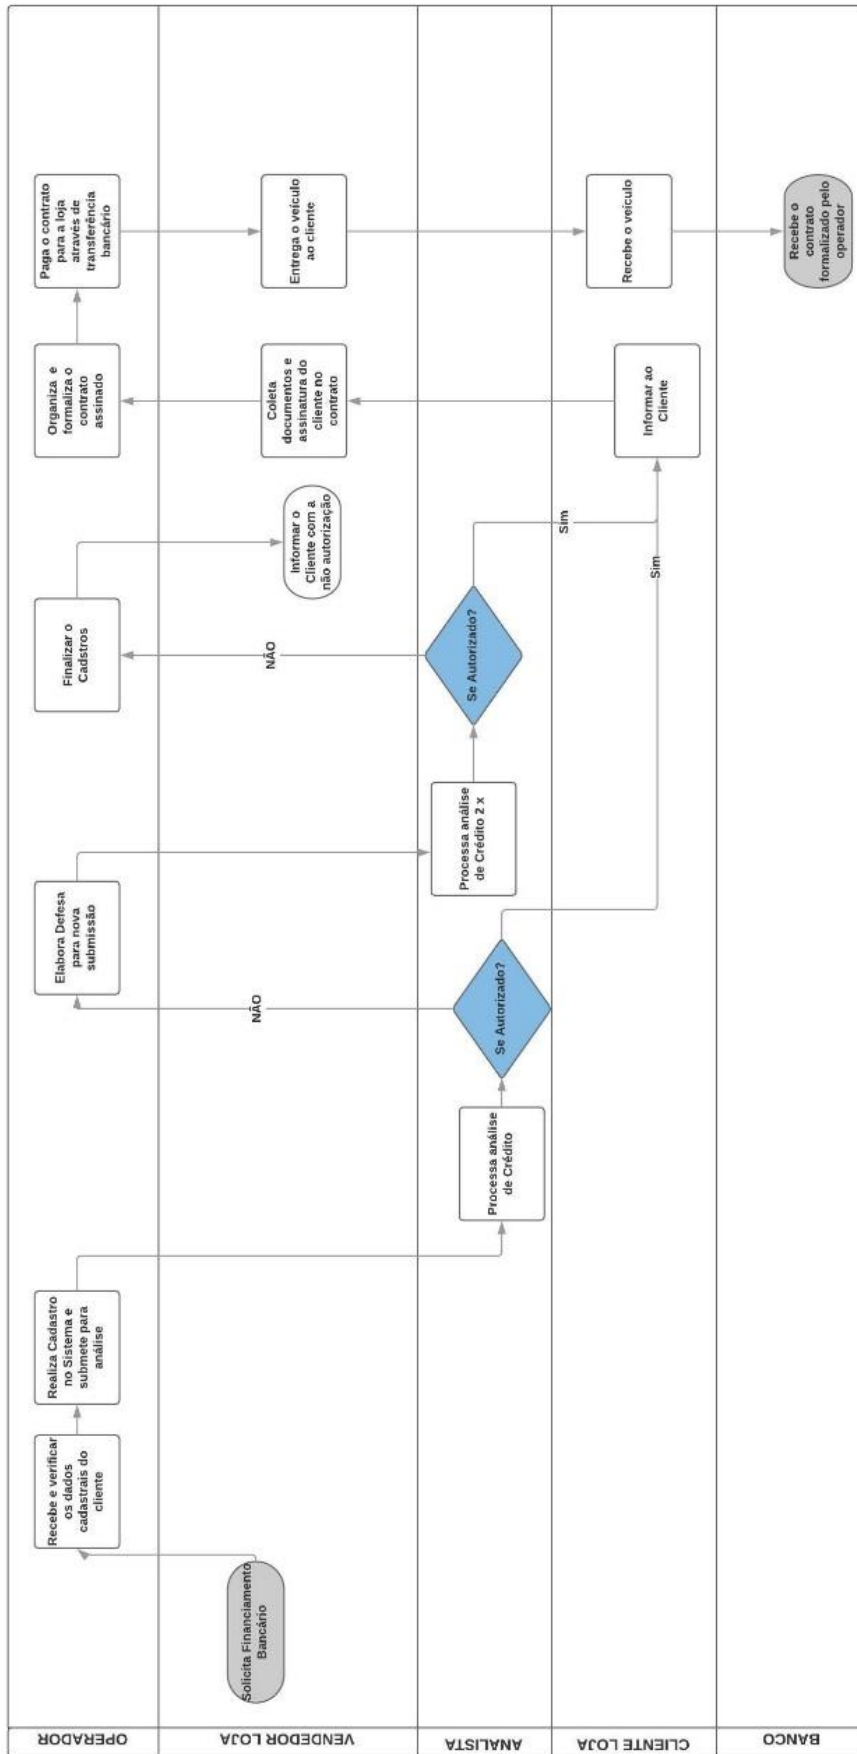 OPERADOR
Recebe e verificar
os dados
cadastrais do
cliente
Realiza Cadastro
no Sistema e
submete para
análise
Elabora Defesa
para nova
submissão
Finalizar o
Cadstros
Organiza e
formaliza o
contrato
assinado
Paga o contrato
para a loja
através de
transferência
bancário
VENDEDOR LOJA
Solicita Financiamento
Bancário
NÃO
NÃO
Informar o
Cliente com a
não autorização
Coleta
documentos e
assinatura do
cliente no
contrato
Entrega o veículo
ao cliente
ANALISTA
Processa análise
de Crédito
Se Autorizado?
Processa análise
de Crédito 2 x
Se Autorizado?
CLIENTE LOJA
Sim
Sim
Informar ao
Cliente
Recebe o veículo
BANCO
Recebe o
contrato
formalizado pelo
operador